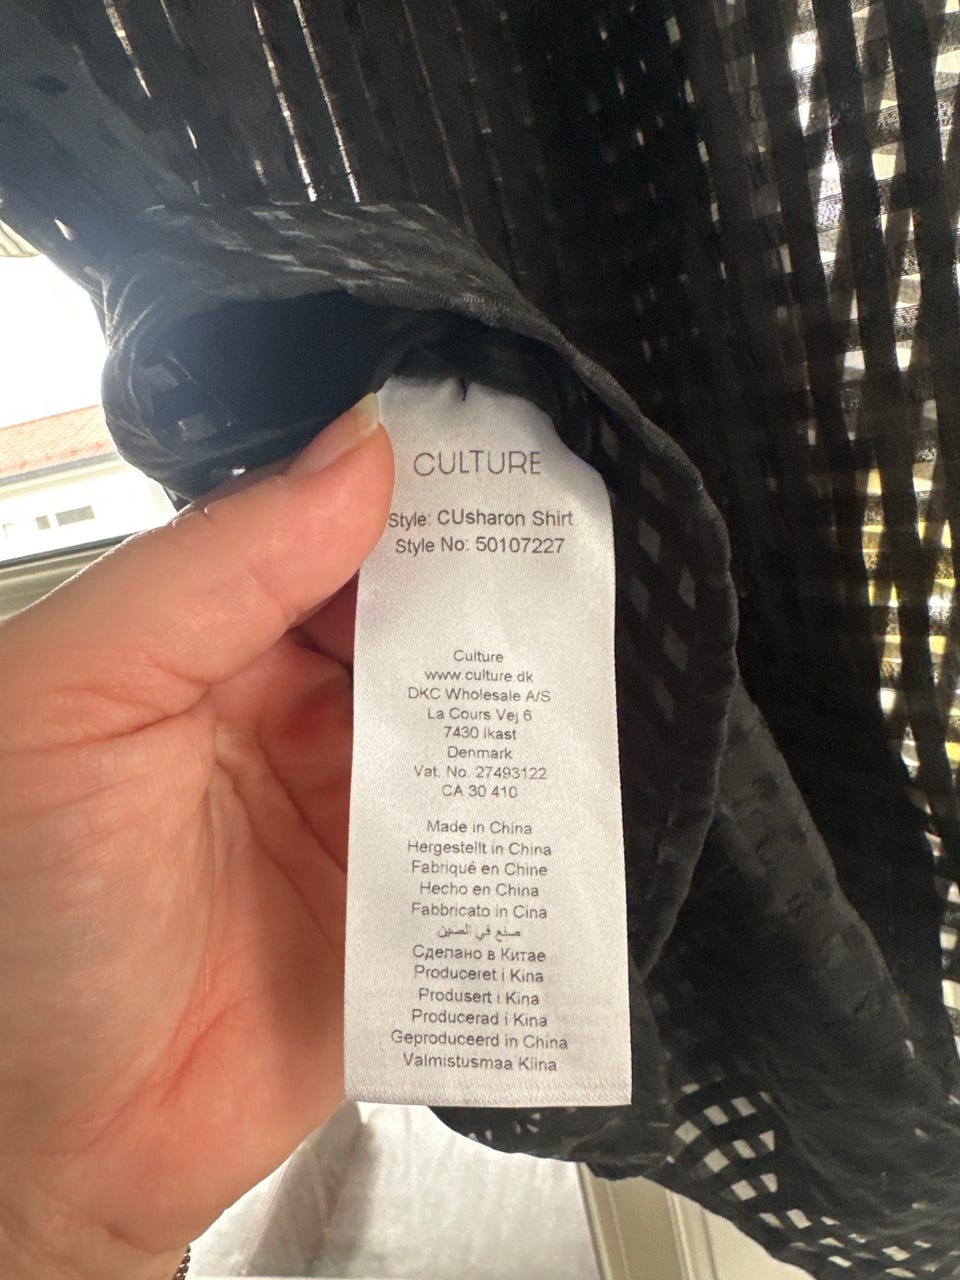 CULTURE
Style: CUsharon Shirt
Style No: 50107227
Culture
www.culture.dk
DKC Wholesale A/S
La Cours Vej 6
7430 Ikast
Denmark
Vat. No. 27493122
CA 30 410
Made in China
Hergestellt in China
Fabriqué en Chine
Hecho en China
Fabbricato in Cina
صنع في الصين
Сделано в Китае
Produceret i Kina
Produsert i Kina
Producerad i Kina
Geproduceerd in China
Valmistusmaa Kiina